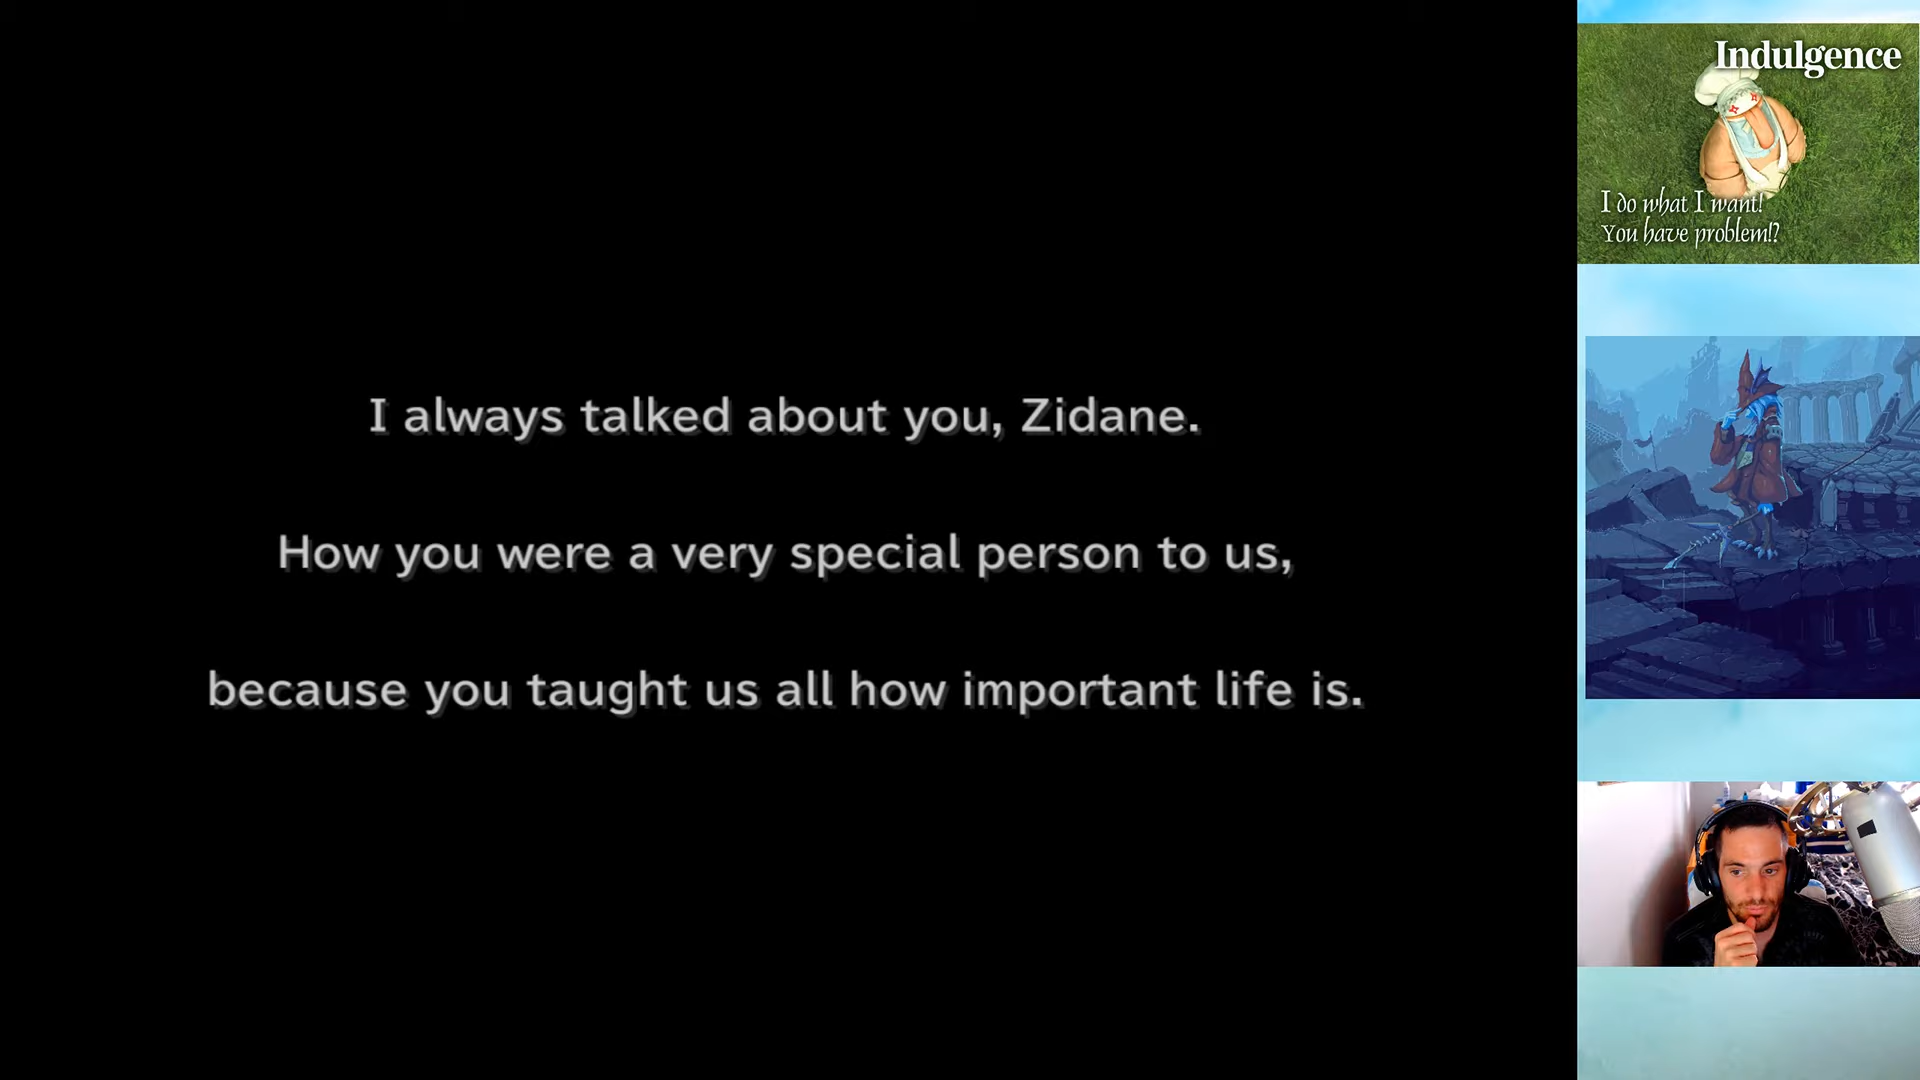 I always talked about you, Zidane.
How you were a very special person to us,
because you taught us all how important life is.
Indulgence
I do what I want!
You have problem!?